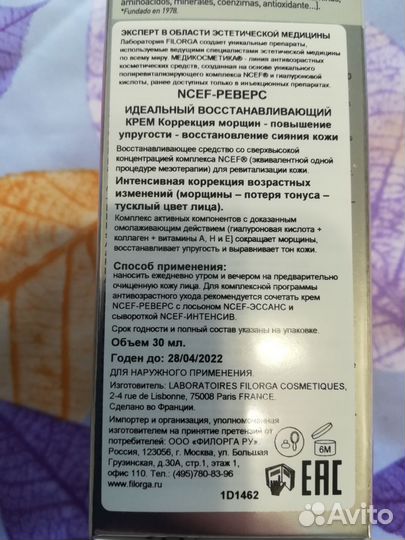 aminoácidos, minerales, coenzimas, antioxidante...].
*Fundado en 1978.
ЭКСПЕРТ В ОБЛАСТИ ЭСТЕТИЧЕСКОЙ МЕДИЦИНЫ
Лаборатория FILORGA создает уникальные препараты,
используемые ведущими специалистами эстетической медицины
по всему миру. МЕДИКОСМЕТИКА® - линия антивозрастных
косметических средств, созданная на основе уникального
полиревитализирующего комплекса NCEF® и гиалуроновой
кислоты, ранее доступных только в инъекционных препаратах.
NCEF-РЕВЕРС
ИДЕАЛЬНЫЙ ВОССТАНАВЛИВАЮЩИЙ
КРЕМ Коррекция морщин - повышение
упругости - восстановление сияния кожи
Восстанавливающее средство со сверхвысокой
концентрацией комплекса NCEF® (эквивалентной одной
процедуре мезотерапии) для ревитализации кожи.
Интенсивная коррекция возрастных
изменений (морщины – потеря тонуса –
тусклый цвет лица).
Комплекс активных компонентов с доказанным
омолаживающим действием (гиалуроновая кислота +
коллаген + витамины А, Н и Е) сокращает морщины,
восстанавливает упругость и выравнивает тон кожи.
Способ применения:
наносить ежедневно утром и вечером на предварительно
очищенную кожу лица. Для комплексной программы
антивозрастного ухода рекомендуется сочетать крем
NCEF-РЕВЕРС с лосьоном NCEF-ЭССАНС и
сывороткой NCEF-ИНТЕНСИВ.
Срок годности и полный состав указаны на упаковке.
Объем 30 мл.
Годен до: 28/04/2022
ДЛЯ НАРУЖНОГО ПРИМЕНЕНИЯ.
Изготовитель: LABORATOIRES FILORGA COSMETIQUES,
2-4 rue de Lisbonne, 75008 Paris FRANCE.
Сделано во Франции.
Импортер и организация, уполномоченная
изготовителем на принятие претензий от
потребителей: ООО «ФИЛОРГА РУ»
Россия, 123056, г. Москва, ул. Большая
Грузинская, д.30А, стр.1, этаж 1,
офис 110. Тел.(495)780-83-96
www.filorga.ru
6M
EAC
1D1462
Avito